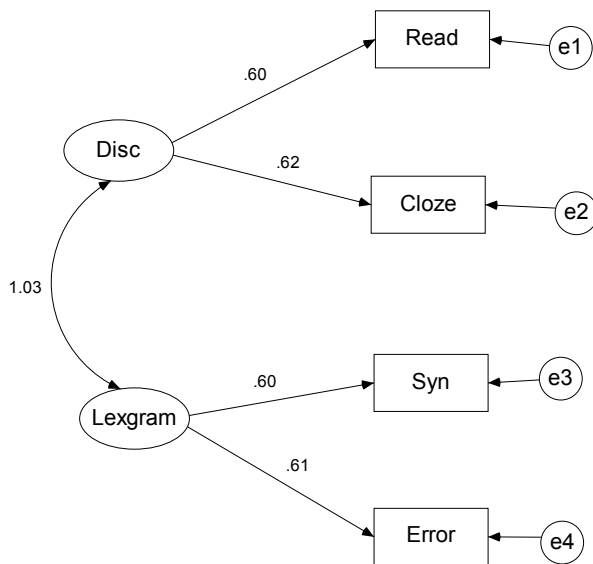 Read
e1
.60
Disc
.62
Cloze
e2
1.03
.60
Syn
e3
Lexgram
.61
Error
e4